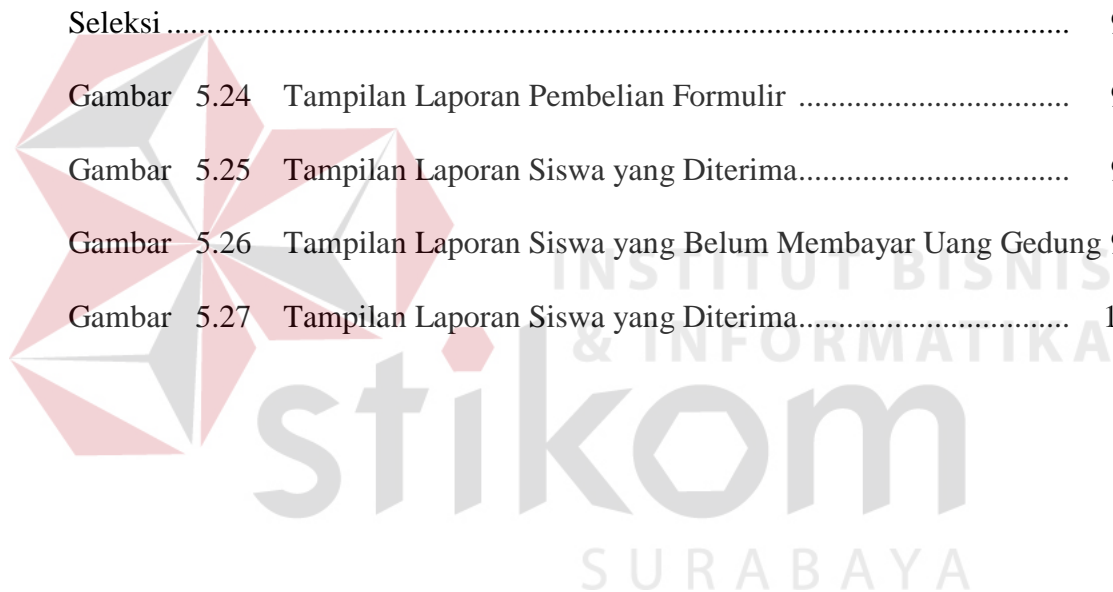 Seleksi ........................................................................................................................
Gambar 5.24 Tampilan Laporan Pembelian Formulir ..................................
Gambar 5.25 Tampilan Laporan Siswa yang Diterima..................................
Gambar 5.26 Tampilan Laporan Siswa yang Belum Membayar Uang Gedung
Gambar 5.27 Tampilan Laporan Siswa yang Diterima.................................. 1
INSTITUT BISNIS
& INFORMATIKA
stikom
SURABAYA